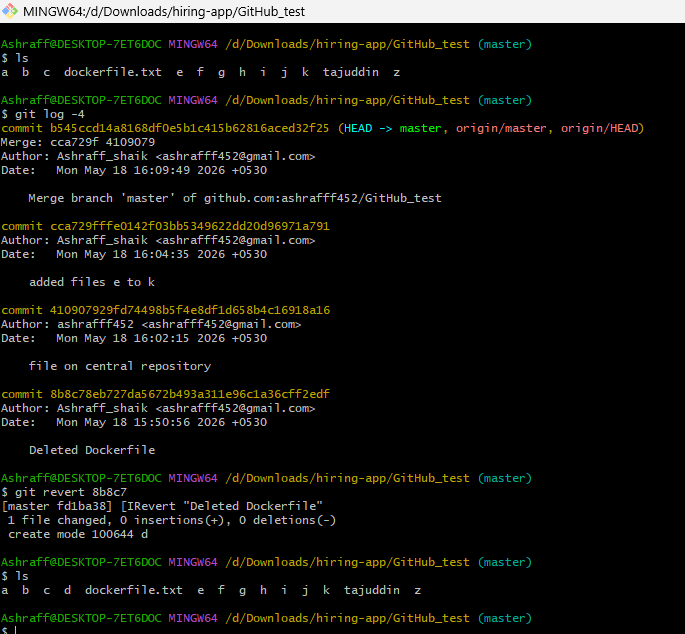 MINGW64:/d/Downloads/hiring-app/GitHub_test
Ashraff@DESKTOP-7ET6DOC MINGW64 /d/Downloads/hiring-app/GitHub_test (master)
$ ls
a  b  c  dockerfile.txt  e  f  g  h  i  j  k  tajuddin  z
Ashraff@DESKTOP-7ET6DOC MINGW64 /d/Downloads/hiring-app/GitHub_test (master)
$ git log -4
commit b545ccd14a8168df0e5b1c415b62816aced32f25 (HEAD -> master, origin/master, origin/HEAD)
Merge: cca729f 4109079
Author: Ashraff_shaik <ashrafff452@gmail.com>
Date:   Mon May 18 16:09:49 2026 +0530
Merge branch 'master' of github.com:ashrafff452/GitHub_test
commit cca729fffe0142f03bb5349622dd20d96971a791
Author: Ashraff_shaik <ashrafff452@gmail.com>
Date:   Mon May 18 16:04:35 2026 +0530
added files e to k
commit 410907929fd74498b5f4e8df1d658b4c16918a16
Author: ashrafff452 <ashrafff452@gmail.com>
Date:   Mon May 18 16:02:15 2026 +0530
file on central repository
commit 8b8c78eb727da5672b493a311e96c1a36cff2edf
Author: Ashraff_shaik <ashrafff452@gmail.com>
Date:   Mon May 18 15:50:56 2026 +0530
Deleted Dockerfile
Ashraff@DESKTOP-7ET6DOC MINGW64 /d/Downloads/hiring-app/GitHub_test (master)
$ git revert 8b8c7
[master fd1ba38] [IRevert "Deleted Dockerfile"
1 file changed, 0 insertions(+), 0 deletions(-)
create mode 100644 d
Ashraff@DESKTOP-7ET6DOC MINGW64 /d/Downloads/hiring-app/GitHub_test (master)
$ ls
a  b  c  d  dockerfile.txt  e  f  g  h  i  j  k  tajuddin  z
Ashraff@DESKTOP-7ET6DOC MINGW64 /d/Downloads/hiring-app/GitHub_test (master)
$